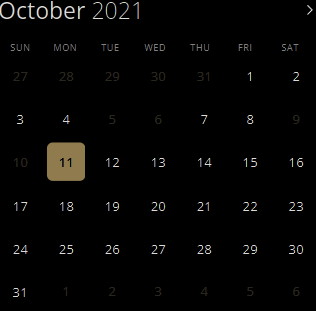 October 2021
SUN MON TUE WED THU FRI SAT
27 28 29 30 31 1 2
3 4 5 6 7 8 9
10 11 12 13 14 15 16
17 18 19 20 21 22 23
24 25 26 27 28 29 30
31 1 2 3 4 5 6